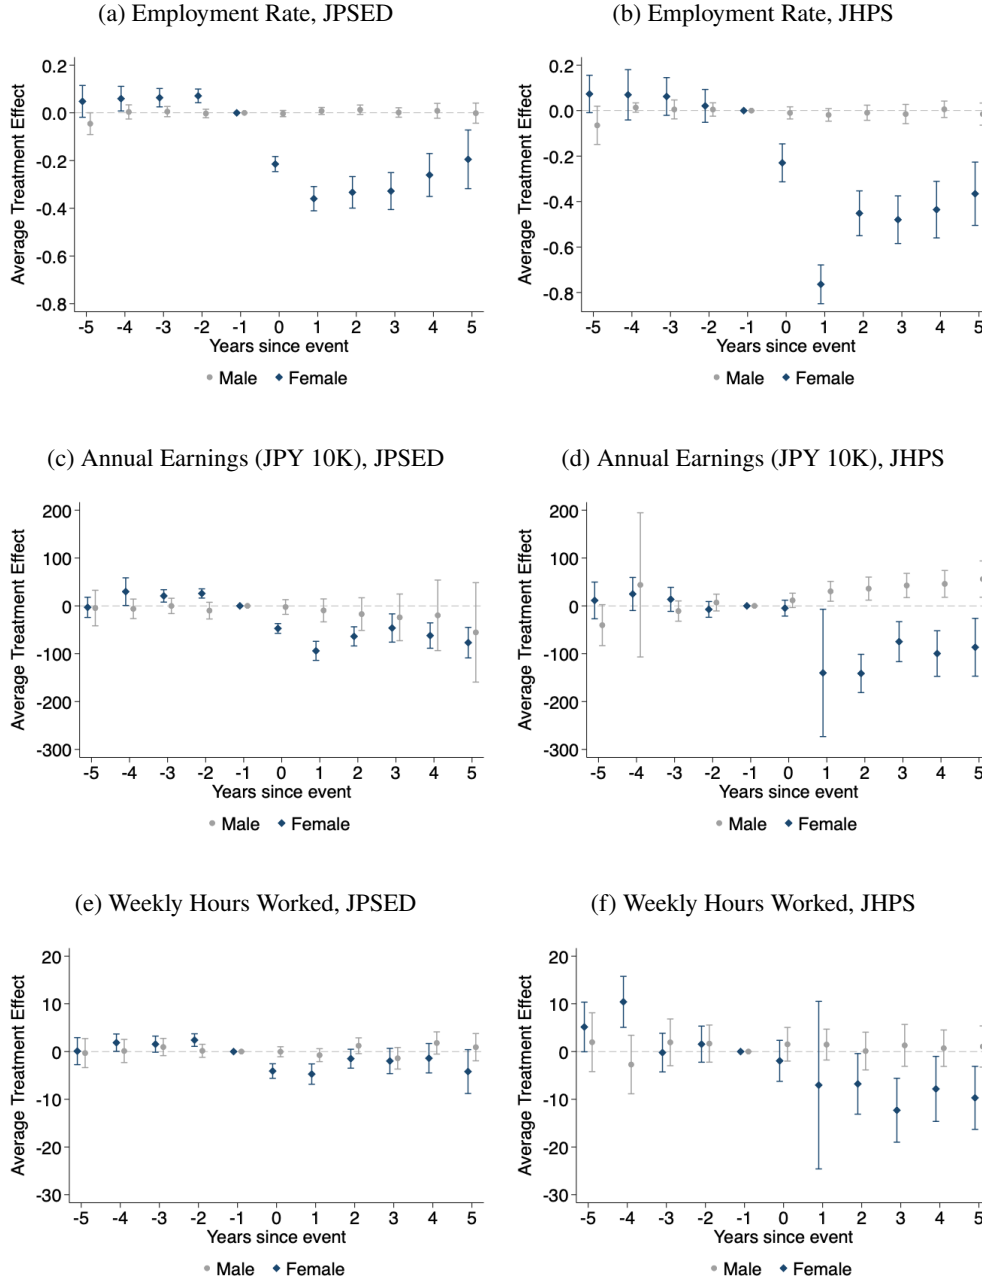 (a) Employment Rate, JPSED
Average Treatment Effect
0.2
0.0
-0.2
-0.4
-0.6
-0.8
-5 -4 -3 -2 -1 0 1 2 3 4 5
Years since event
Male Female
(b) Employment Rate, JHPS
Average Treatment Effect
0.2
0.0
-0.2
-0.4
-0.6
-0.8
-5 -4 -3 -2 -1 0 1 2 3 4 5
Years since event
Male Female
(c) Annual Earnings (JPY 10K), JPSED
Average Treatment Effect
200
100
0
-100
-200
-300
-5 -4 -3 -2 -1 0 1 2 3 4 5
Years since event
Male Female
(d) Annual Earnings (JPY 10K), JHPS
Average Treatment Effect
200
100
0
-100
-200
-300
-5 -4 -3 -2 -1 0 1 2 3 4 5
Years since event
Male Female
(e) Weekly Hours Worked, JPSED
Average Treatment Effect
20
10
0
-10
-20
-30
-5 -4 -3 -2 -1 0 1 2 3 4 5
Years since event
Male Female
(f) Weekly Hours Worked, JHPS
Average Treatment Effect
20
10
0
-10
-20
-30
-5 -4 -3 -2 -1 0 1 2 3 4 5
Years since event
Male Female